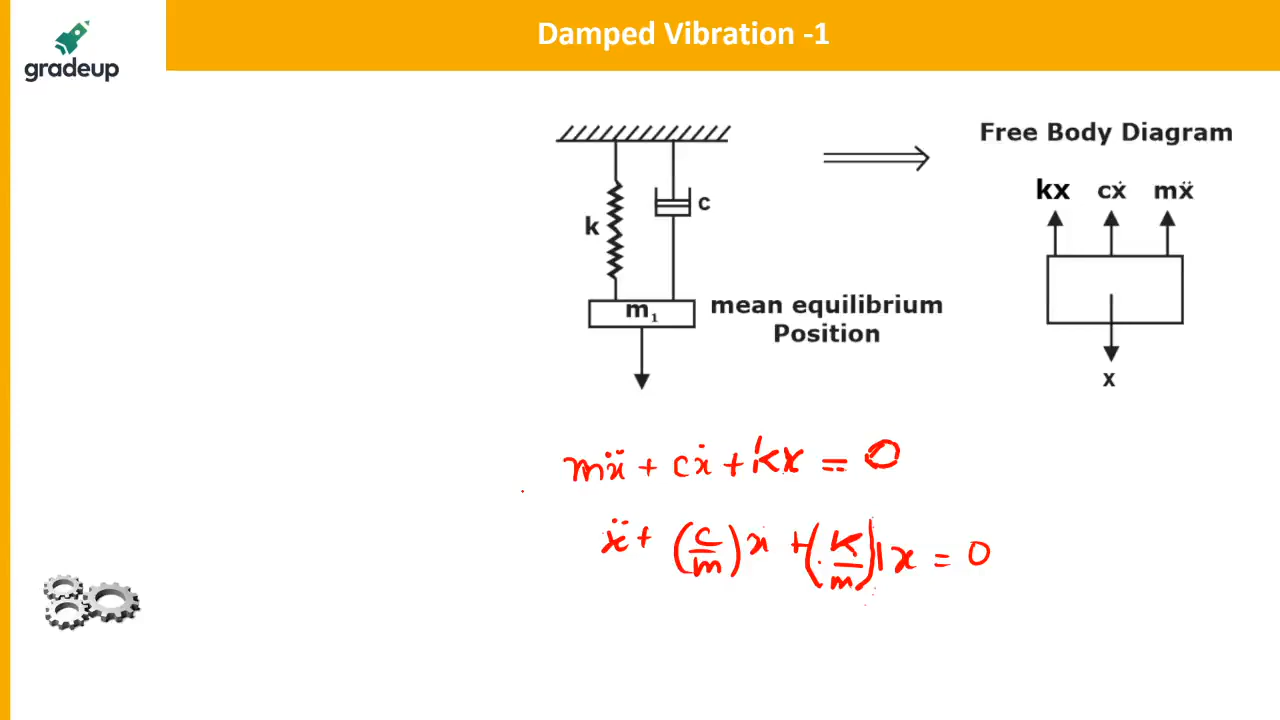 Damped Vibration -1
gradeup
Free Body Diagram
kx cẋ mẍ
k
c
m₁
mean equilibrium
Position
x
mẍ + cẋ + kx = 0
ẍ + (c/m)ẋ + (k/m)x = 0